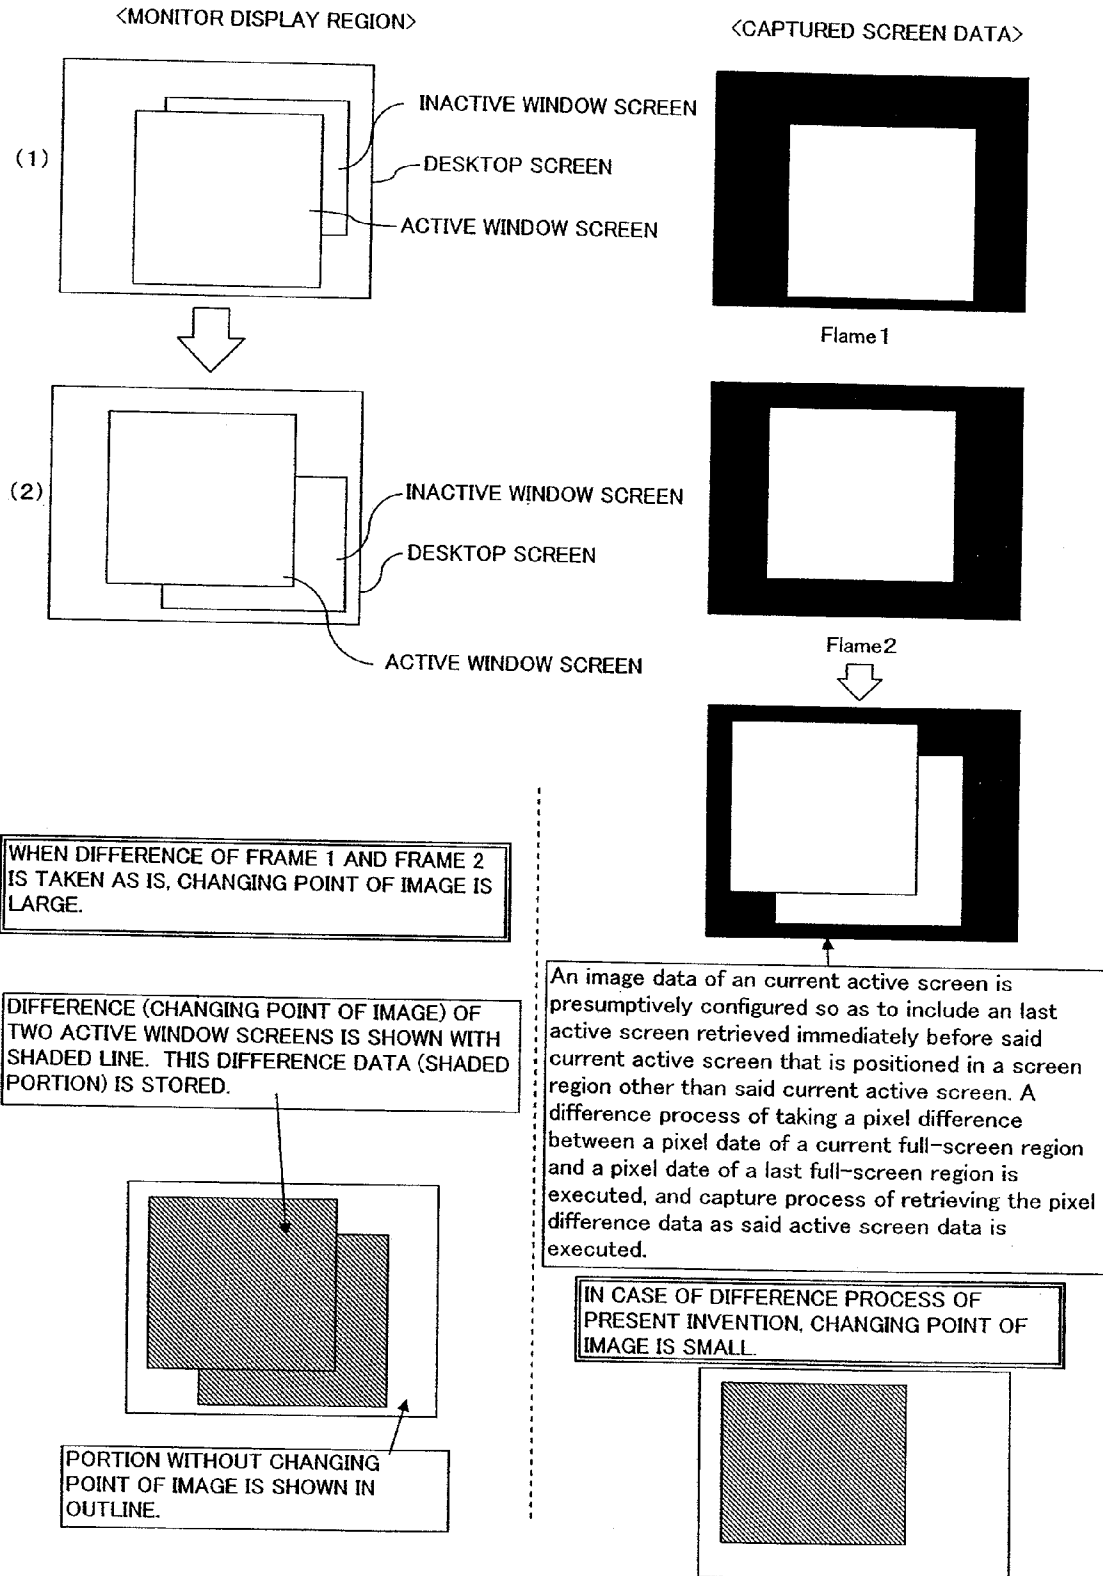 <MONITOR DISPLAY REGION>
<CAPTURED SCREEN DATA>
(1)
INACTIVE WINDOW SCREEN
DESKTOP SCREEN
ACTIVE WINDOW SCREEN
Flame1
(2)
INACTIVE WINDOW SCREEN
DESKTOP SCREEN
ACTIVE WINDOW SCREEN
Flame2
WHEN DIFFERENCE OF FRAME 1 AND FRAME 2
IS TAKEN AS IS, CHANGING POINT OF IMAGE IS
LARGE.
DIFFERENCE (CHANGING POINT OF IMAGE) OF
TWO ACTIVE WINDOW SCREENS IS SHOWN WITH
SHADED LINE. THIS DIFFERENCE DATA (SHADED
PORTION) IS STORED.
PORTION WITHOUT CHANGING
POINT OF IMAGE IS SHOWN IN
OUTLINE.
An image data of an current active screen is
presumptively configured so as to include an last
active screen retrieved immediately before said
current active screen that is positioned in a screen
region other than said current active screen. A
difference process of taking a pixel difference
between a pixel date of a current full-screen region
and a pixel date of a last full-screen region is
executed, and capture process of retrieving the pixel
difference data as said active screen data is
executed.
IN CASE OF DIFFERENCE PROCESS OF
PRESENT INVENTION, CHANGING POINT OF
IMAGE IS SMALL.